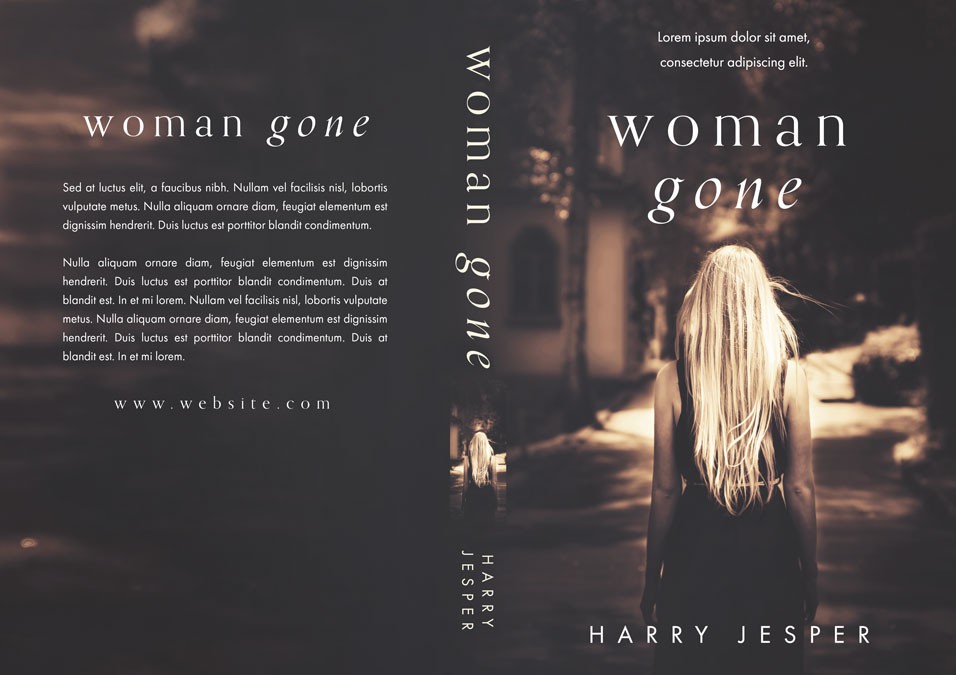 woman gone
Sed at luctus elit, a faucibus nibh. Nullam vel facilisis nisl, lobortis
vulputate metus. Nulla aliquam ornare diam, feugiat elementum est
dignissim hendrerit. Duis luctus est porttitor blandit condimentum.
Nulla aliquam ornare diam, feugiat elementum est dignissim
hendrerit. Duis luctus est porttitor blandit condimentum. Duis at
blandit est. In et mi lorem. Nullam vel facilisis nisl, lobortis vulputate
metus. Nulla aliquam ornare diam, feugiat elementum est dignissim
hendrerit. Duis luctus est porttitor blandit condimentum. Duis at
blandit est. In et mi lorem.
www.website.com
woman gone
HARRY
JESPER
Lorem ipsum dolor sit amet,
consectetur adipiscing elit.
woman
gone
HARRY JESPER